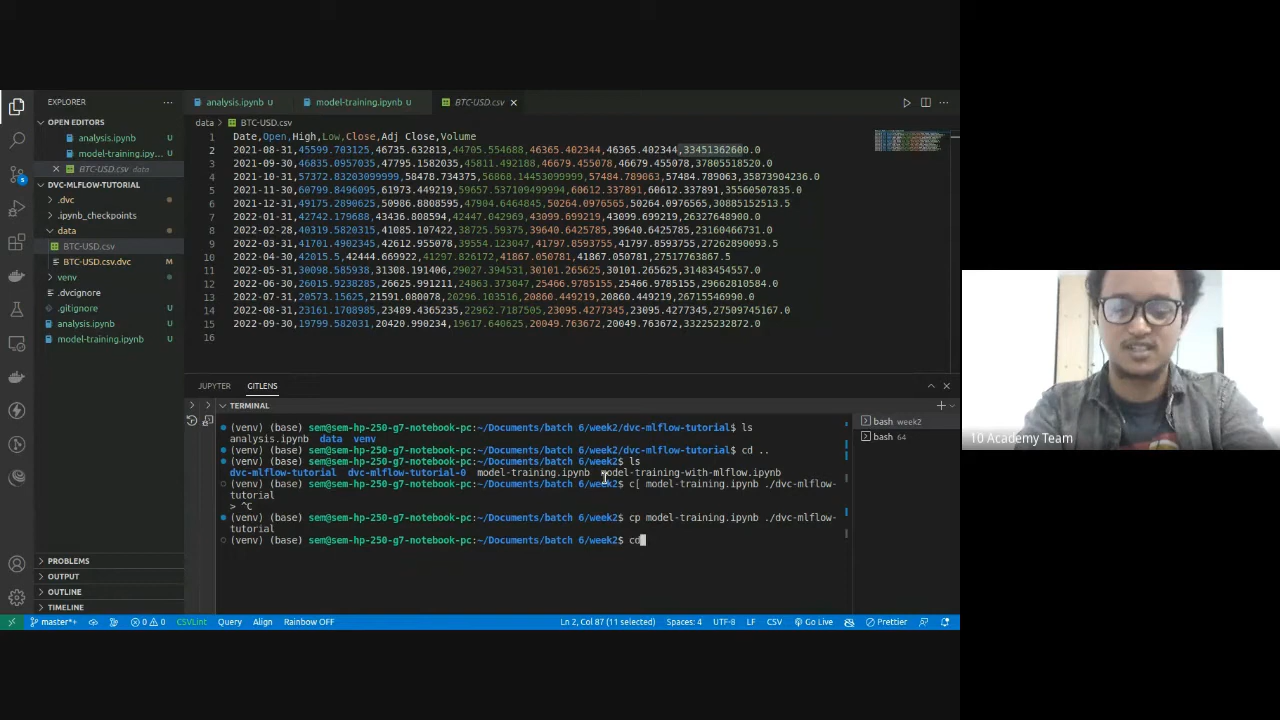 EXPLORER
OPEN EDITORS
analysis.ipynb U
model-training.ipy... U
BTC-USD.csv data
DVC-MLFLOW-TUTORIAL
.dvc
.ipynb_checkpoints
data
BTC-USD.csv
BTC-USD.csv.dvc M
venv
.dvcignore
.gitignore U
analysis.ipynb U
model-training.ipynb U
PROBLEMS
OUTPUT
OUTLINE
TIMELINE
5
analysis.ipynb U model-training.ipynb U BTC-USD.csv
data > BTC-USD.csv
1 Date,Open,High,Low,Close,Adj Close,Volume
2 2021-08-31,45599.703125,46735.632813,44705.554688,46365.402344,46365.402344,33451362600.0
3 2021-09-30,46835.0957035,47795.1582035,45811.492188,46679.455078,46679.455078,37805518520.0
4 2021-10-31,57372.83203099999,58478.734375,56868.14453099999,57484.789063,57484.789063,35873904236.0
5 2021-11-30,60799.8496095,61973.449219,59657.537109499994,60612.337891,60612.337891,35560507835.0
6 2021-12-31,49175.2890625,50986.8808595,47904.6464845,50264.0976565,50264.0976565,30885152513.5
7 2022-01-31,42742.179688,43436.808594,42447.042969,43099.699219,43099.699219,26327648900.0
8 2022-02-28,40319.5820315,41085.107422,38725.59375,39640.6425785,39640.6425785,23160466731.0
9 2022-03-31,41701.4902345,42612.955078,39554.123047,41797.8593755,41797.8593755,27262890093.5
10 2022-04-30,42015.5,42444.669922,41297.826172,41867.050781,41867.050781,27517763867.5
11 2022-05-31,30098.585938,31308.191406,29027.394531,30101.265625,30101.265625,31483454557.0
12 2022-06-30,26015.9238285,26625.991211,24863.373047,25466.9785155,25466.9785155,29662810584.0
13 2022-07-31,20573.15625,21591.080078,20296.103516,20860.449219,20860.449219,26715546990.0
14 2022-08-31,23161.1708985,23489.4365235,22962.7187505,23095.4277345,23095.4277345,27509745167.0
15 2022-09-30,19799.582031,20420.990234,19617.640625,20049.763672,20049.763672,33225232872.0
16
JUPYTER GITLENS
TERMINAL
(venv) (base) sem@sem-hp-250-g7-notebook-pc:~/Documents/batch 6/week2/dvc-mlflow-tutorial$ ls
analysis.ipynb data venv
(venv) (base) sem@sem-hp-250-g7-notebook-pc:~/Documents/batch 6/week2/dvc-mlflow-tutorial$ cd ..
(venv) (base) sem@sem-hp-250-g7-notebook-pc:~/Documents/batch 6/week2$ ls
dvc-mlflow-tutorial dvc-mlflow-tutorial-0 model-training.ipynb model-training-with-mlflow.ipynb
(venv) (base) sem@sem-hp-250-g7-notebook-pc:~/Documents/batch 6/week2$ c[ model-training.ipynb ./dvc-mlflow-
tutorial
> ^C
(venv) (base) sem@sem-hp-250-g7-notebook-pc:~/Documents/batch 6/week2$ cp model-training.ipynb ./dvc-mlflow-
tutorial
(venv) (base) sem@sem-hp-250-g7-notebook-pc:~/Documents/batch 6/week2$ cd
bash week2
bash 64
master*+ 0 0 CSVLint Query Align Rainbow OFF Ln 2, Col 87 (11 selected) Spaces: 4 UTF-8 LF CSV Go Live Prettier
10 Academy Team